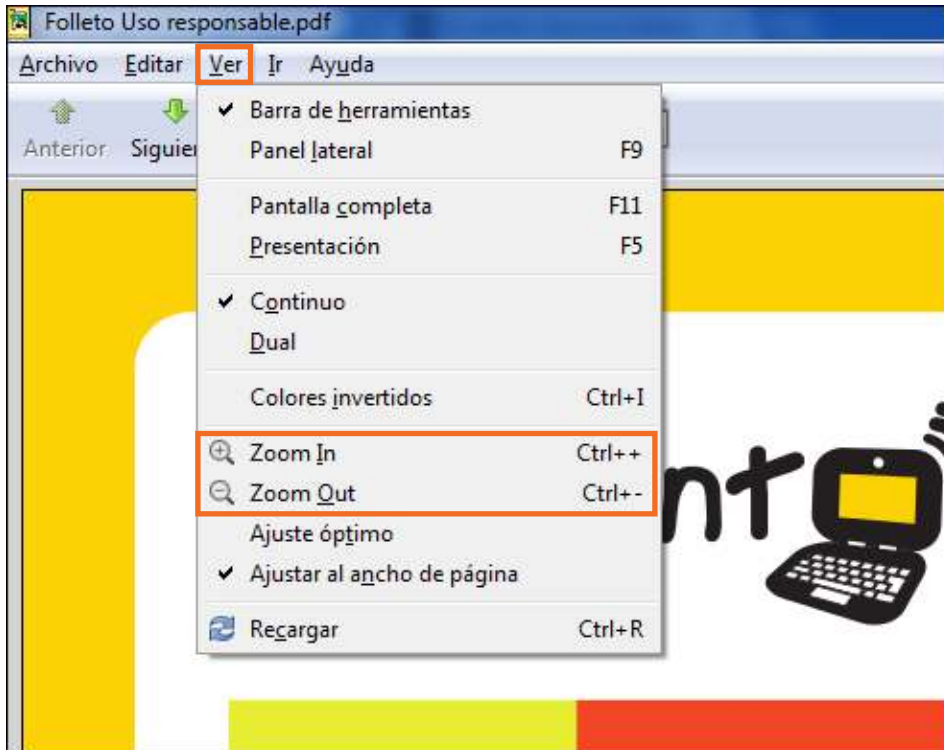 Folleto Uso responsable.pdf
Archivo Editar Ver Ir Ayuda
Anterior
Barra de herramientas
Panel lateral F9
Pantalla completa F11
Presentación F5
Continuo
Dual
Colores invertidos Ctrl+I
Zoom In Ctrl++
Zoom Out Ctrl+-
Ajuste óptimo
Ajustar al ancho de página
Recargar Ctrl+R